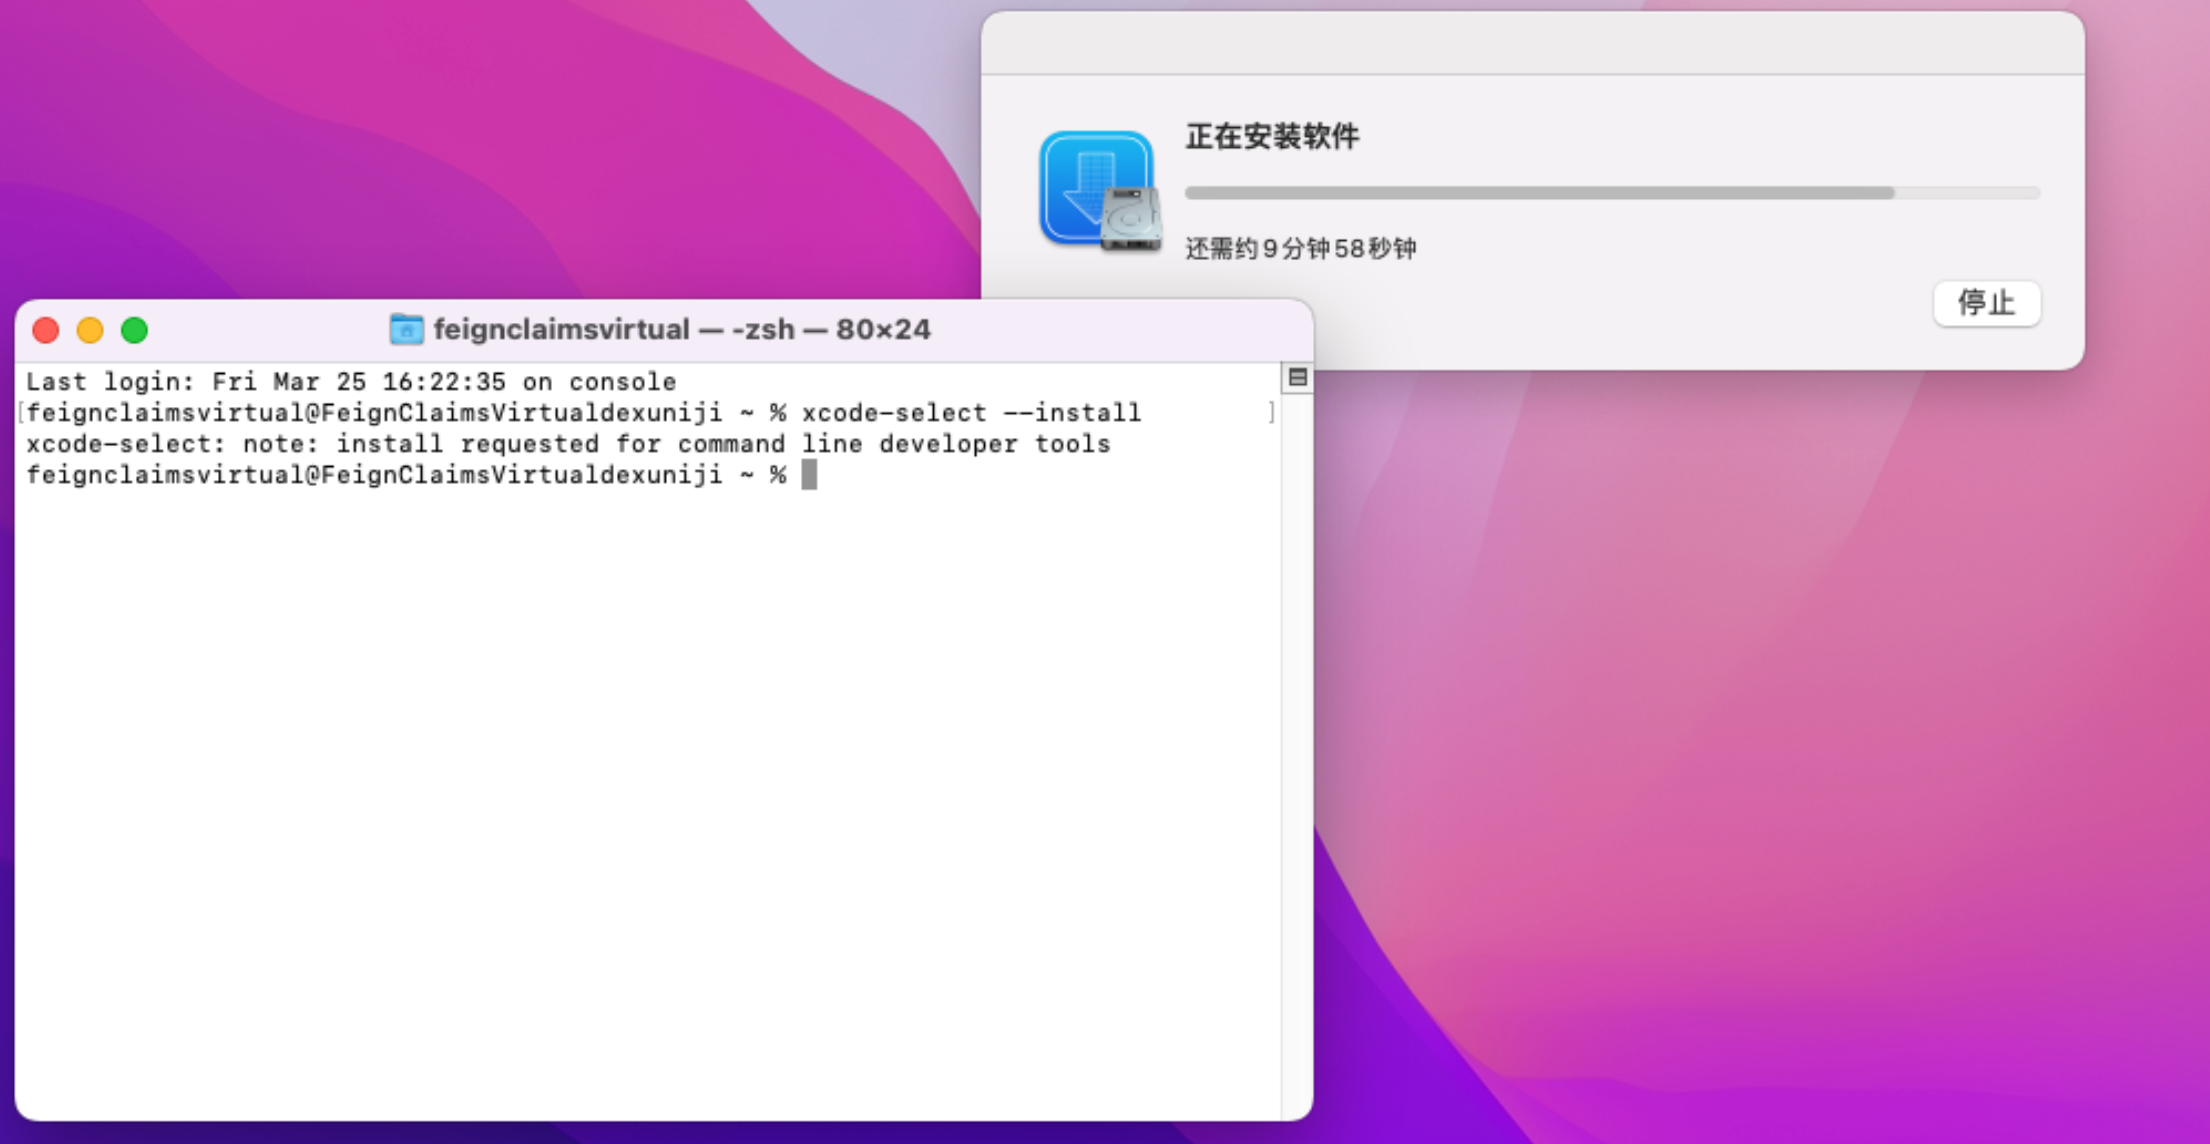 正在安装软件
还需约9分钟58秒钟
停止
feignclaimsvirtual — -zsh — 80×24
Last login: Fri Mar 25 16:22:35 on console
[feignclaimsvirtual@FeignClaimsVirtualdexuniji ~ % xcode-select --install ]
xcode-select: note: install requested for command line developer tools
feignclaimsvirtual@FeignClaimsVirtualdexuniji ~ %